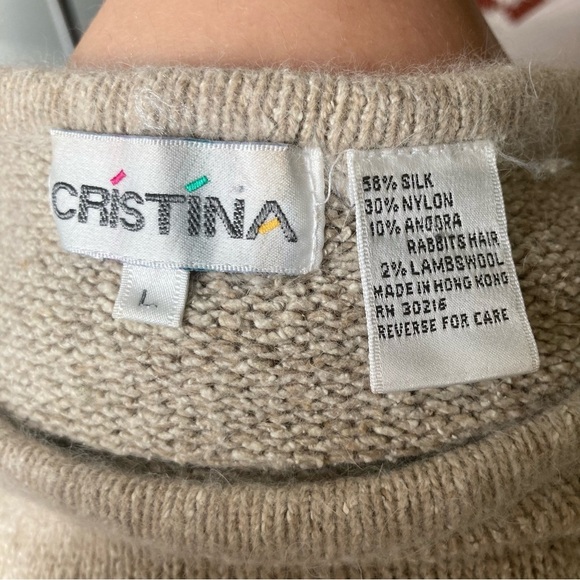 CRISTINA
L
58% SILK
30% NYLON
10% ANGORA
RABBITS HAIR
2% LAMBSWOOL
MADE IN HONG KONG
RN 30216
REVERSE FOR CARE